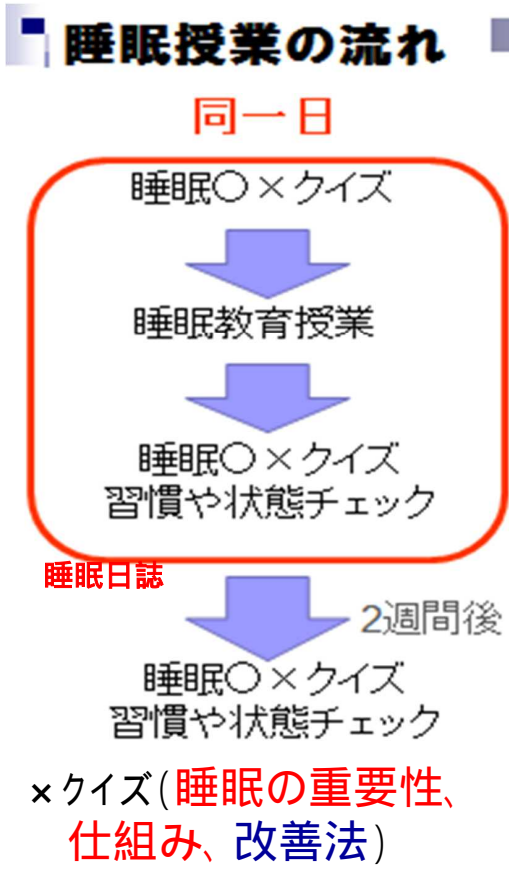 睡眠授業の流れ
同一日
睡眠〇×クイズ
睡眠教育授業
睡眠〇×クイズ
習慣や状態チェック
睡眠日誌
2週間後
睡眠〇×クイズ
習慣や状態チェック
×クイズ(睡眠の重要性、
仕組み、改善法)